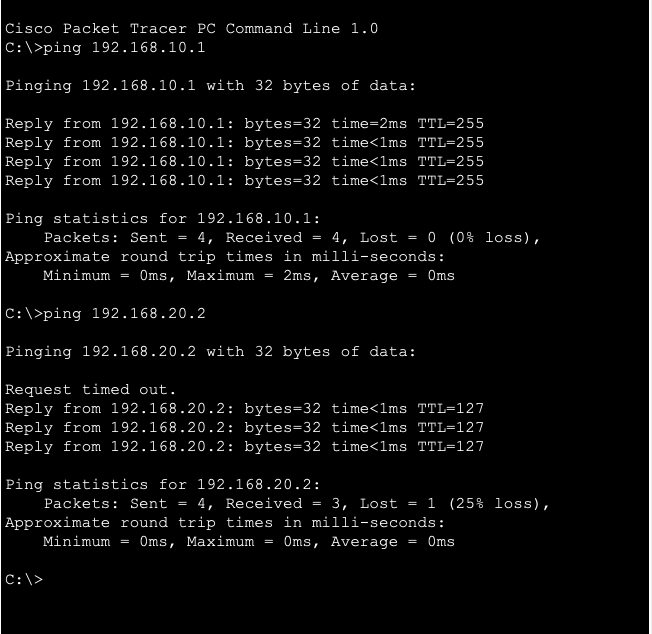 Cisco Packet Tracer PC Command Line 1.0
C:\>ping 192.168.10.1
Pinging 192.168.10.1 with 32 bytes of data:
Reply from 192.168.10.1: bytes=32 time=2ms TTL=255
Reply from 192.168.10.1: bytes=32 time<1ms TTL=255
Reply from 192.168.10.1: bytes=32 time<1ms TTL=255
Reply from 192.168.10.1: bytes=32 time<1ms TTL=255
Ping statistics for 192.168.10.1:
    Packets: Sent = 4, Received = 4, Lost = 0 (0% loss),
Approximate round trip times in milli-seconds:
    Minimum = 0ms, Maximum = 2ms, Average = 0ms
C:\>ping 192.168.20.2
Pinging 192.168.20.2 with 32 bytes of data:
Request timed out.
Reply from 192.168.20.2: bytes=32 time<1ms TTL=127
Reply from 192.168.20.2: bytes=32 time<1ms TTL=127
Reply from 192.168.20.2: bytes=32 time<1ms TTL=127
Ping statistics for 192.168.20.2:
    Packets: Sent = 4, Received = 3, Lost = 1 (25% loss),
Approximate round trip times in milli-seconds:
    Minimum = 0ms, Maximum = 0ms, Average = 0ms
C:\>